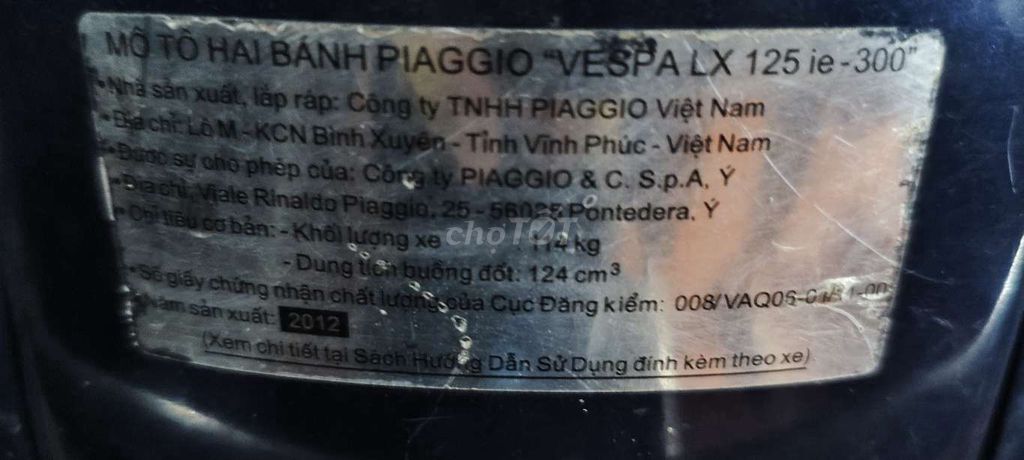 MÔ TÔ HAI BÁNH PIAGGIO "VESPA LX 125 ie - 300"
• Nhà sản xuất, lắp ráp: Công ty TNHH PIAGGIO Việt Nam
• Địa chỉ: Lô M - KCN Bình Xuyên - Tỉnh Vĩnh Phúc - Việt Nam
• Được sự cho phép của: Công ty PIAGGIO & C. S.p.A, Ý
• Địa chỉ: Viale Rinaldo Piaggio, 25 - 56025 Pontedera, Ý
• Chỉ tiêu cơ bản: - Khối lượng xe 114 kg
chợTỐT
- Dung tích buồng đốt: 124 cm³
• Số giấy chứng nhận chất lượng của Cục Đăng kiểm: 008/VAQ06
Năm sản xuất: 2012
(Xem chi tiết tại Sách Hướng Dẫn Sử Dụng đính kèm theo xe)